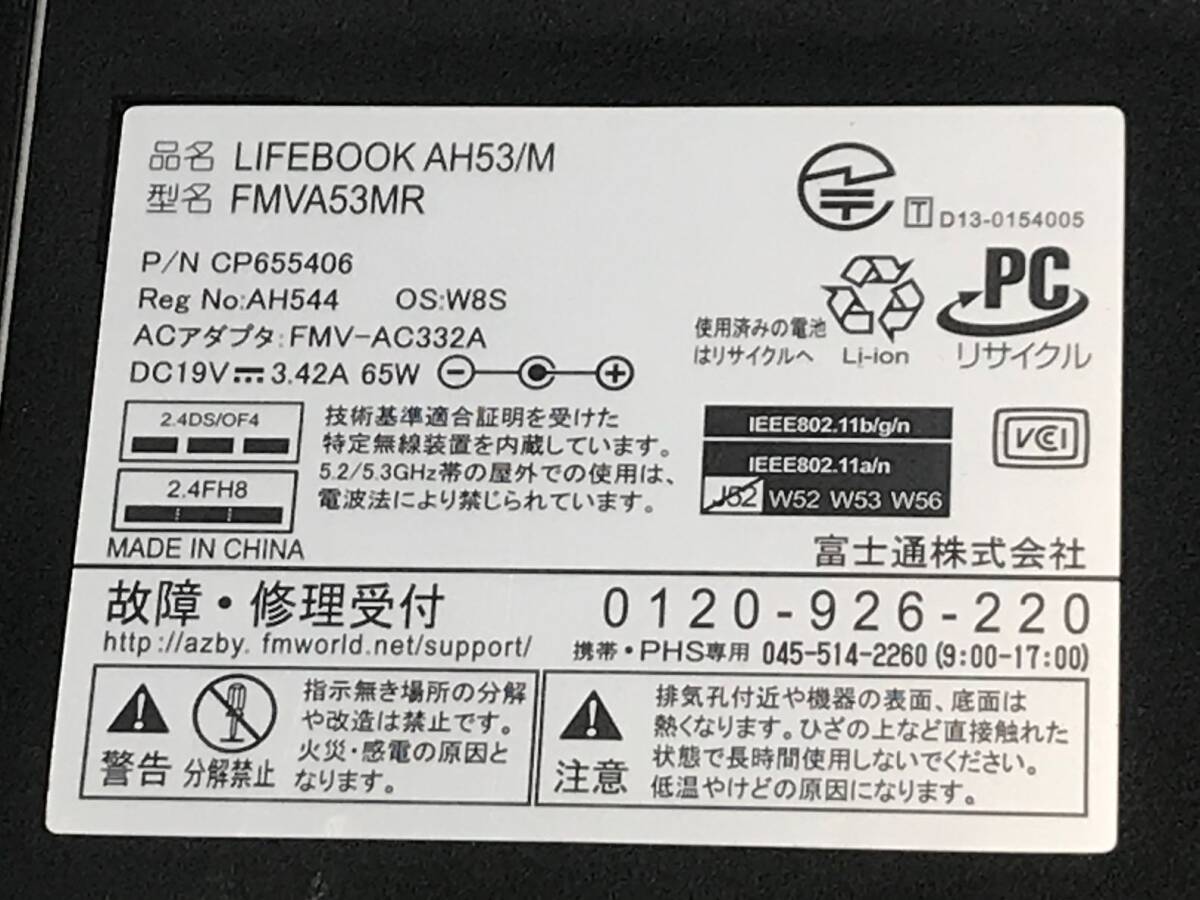 品名 LIFEBOOK AH53/M
型名 FMVA53MR
T D13-0154005
P/N CP655406
Reg No:AH544 OS:W8S
ACアダプタ:FMV-AC332A
DC19V 3.42A 65W
使用済みの電池
はリサイクルへ
Li-ion
PC
リサイクル
2.4DS/OF4
2.4FH8
技術基準適合証明を受けた
特定無線装置を内蔵しています。
5.2/5.3GHz帯の屋外での使用は、
電波法により禁じられています。
IEEE802.11b/g/n
IEEE802.11a/n
J52 W52 W53 W56
VCI
MADE IN CHINA
富士通株式会社
故障・修理受付 0120-926-220
http://azby.fmworld.net/support/
携帯・PHS専用 045-514-2260 (9:00-17:00)
警告
分解禁止
指示無き場所の分解
や改造は禁止です。
火災・感電の原因と
なります。
注意
排気孔付近や機器の表面、底面は
熱くなります。ひざの上など直接触れた
状態で長時間使用しないでください。
低温やけどの原因になります。